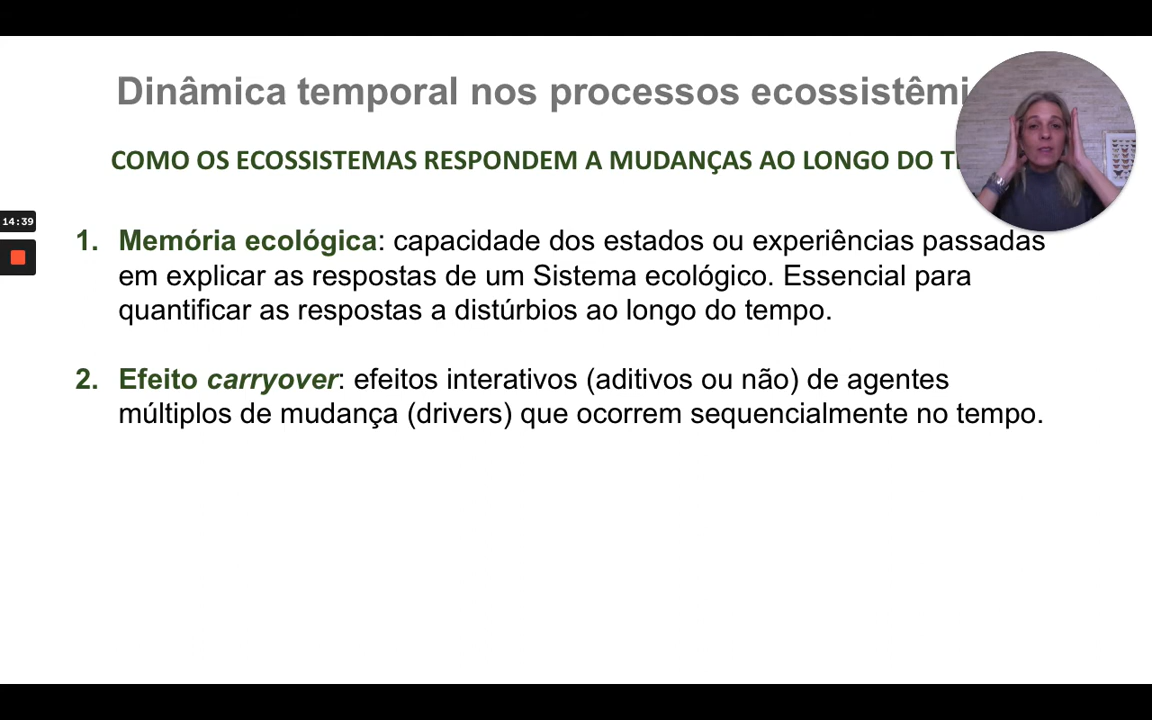 Dinâmica temporal nos processos
COMO OS ECOSSISTEMAS RESPONDEM A MUDANÇAS AO LONGO DO
14:39
1. Memória ecológica: capacidade dos estados ou experiências passadas
em explicar as respostas de um Sistema ecológico. Essencial para
quantificar as respostas a distúrbios ao longo do tempo.
2. Efeito carryover: efeitos interativos (aditivos ou não) de agentes
múltiplos de mudança (drivers) que ocorrem sequencialmente no tempo.